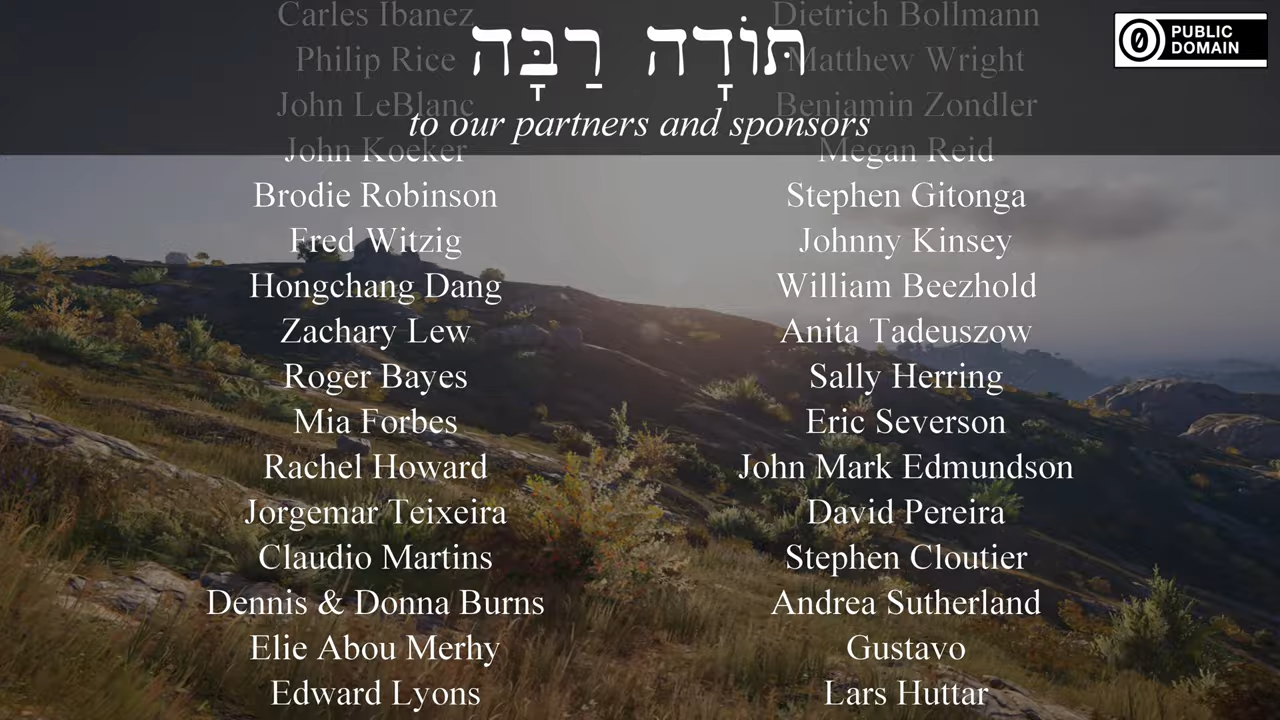 תּוֹדָה רַבָּה
to our partners and sponsors
PUBLIC
DOMAIN
Carles Ibanez
Philip Rice
John LeBlanc
John Koeker
Brodie Robinson
Fred Witzig
Hongchang Dang
Zachary Lew
Roger Bayes
Mia Forbes
Rachel Howard
Jorgemar Teixeira
Claudio Martins
Dennis & Donna Burns
Elie Abou Merhy
Edward Lyons
Dietrich Bollmann
Matthew Wright
Benjamin Zondler
Megan Reid
Stephen Gitonga
Johnny Kinsey
William Beezhold
Anita Tadeuszow
Sally Herring
Eric Severson
John Mark Edmundson
David Pereira
Stephen Cloutier
Andrea Sutherland
Gustavo
Lars Huttar